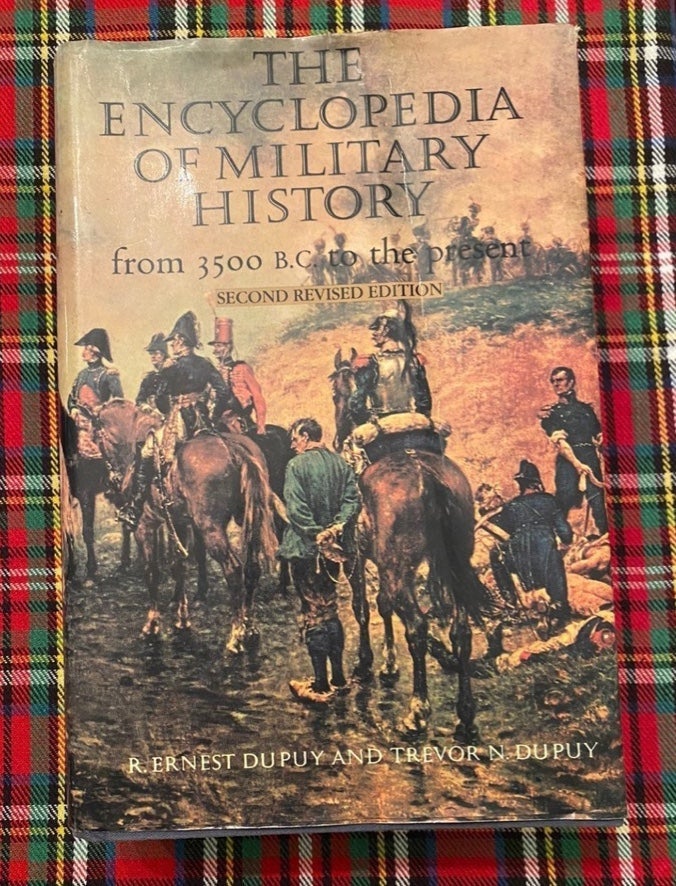 THE
ENCYCLOPEDIA
OF MILITARY
HISTORY
from 3500 B.C. to the present
SECOND REVISED EDITION
R. ERNEST DUPUY AND TREVOR N. DUPUY